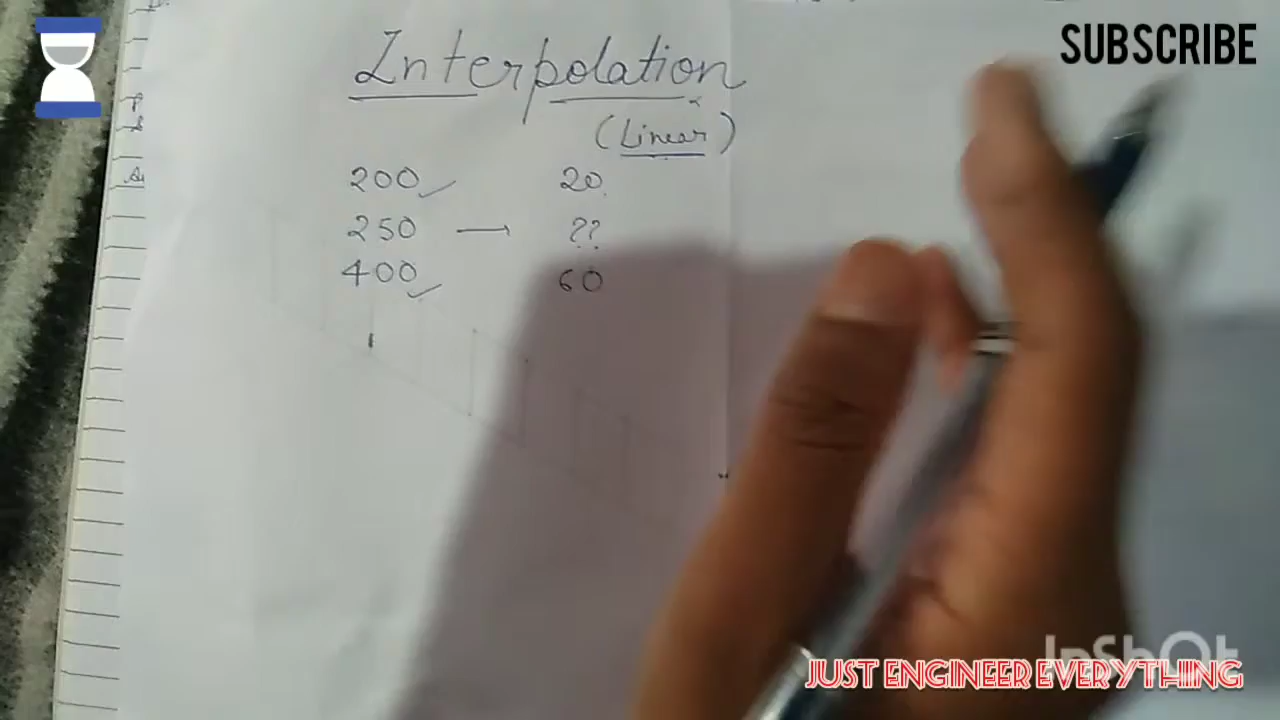 SUBSCRIBE
Interpolation
(Linear)
200 20
250 → ??
400 60
InShOt
JUST ENGINEER EVERYTHING